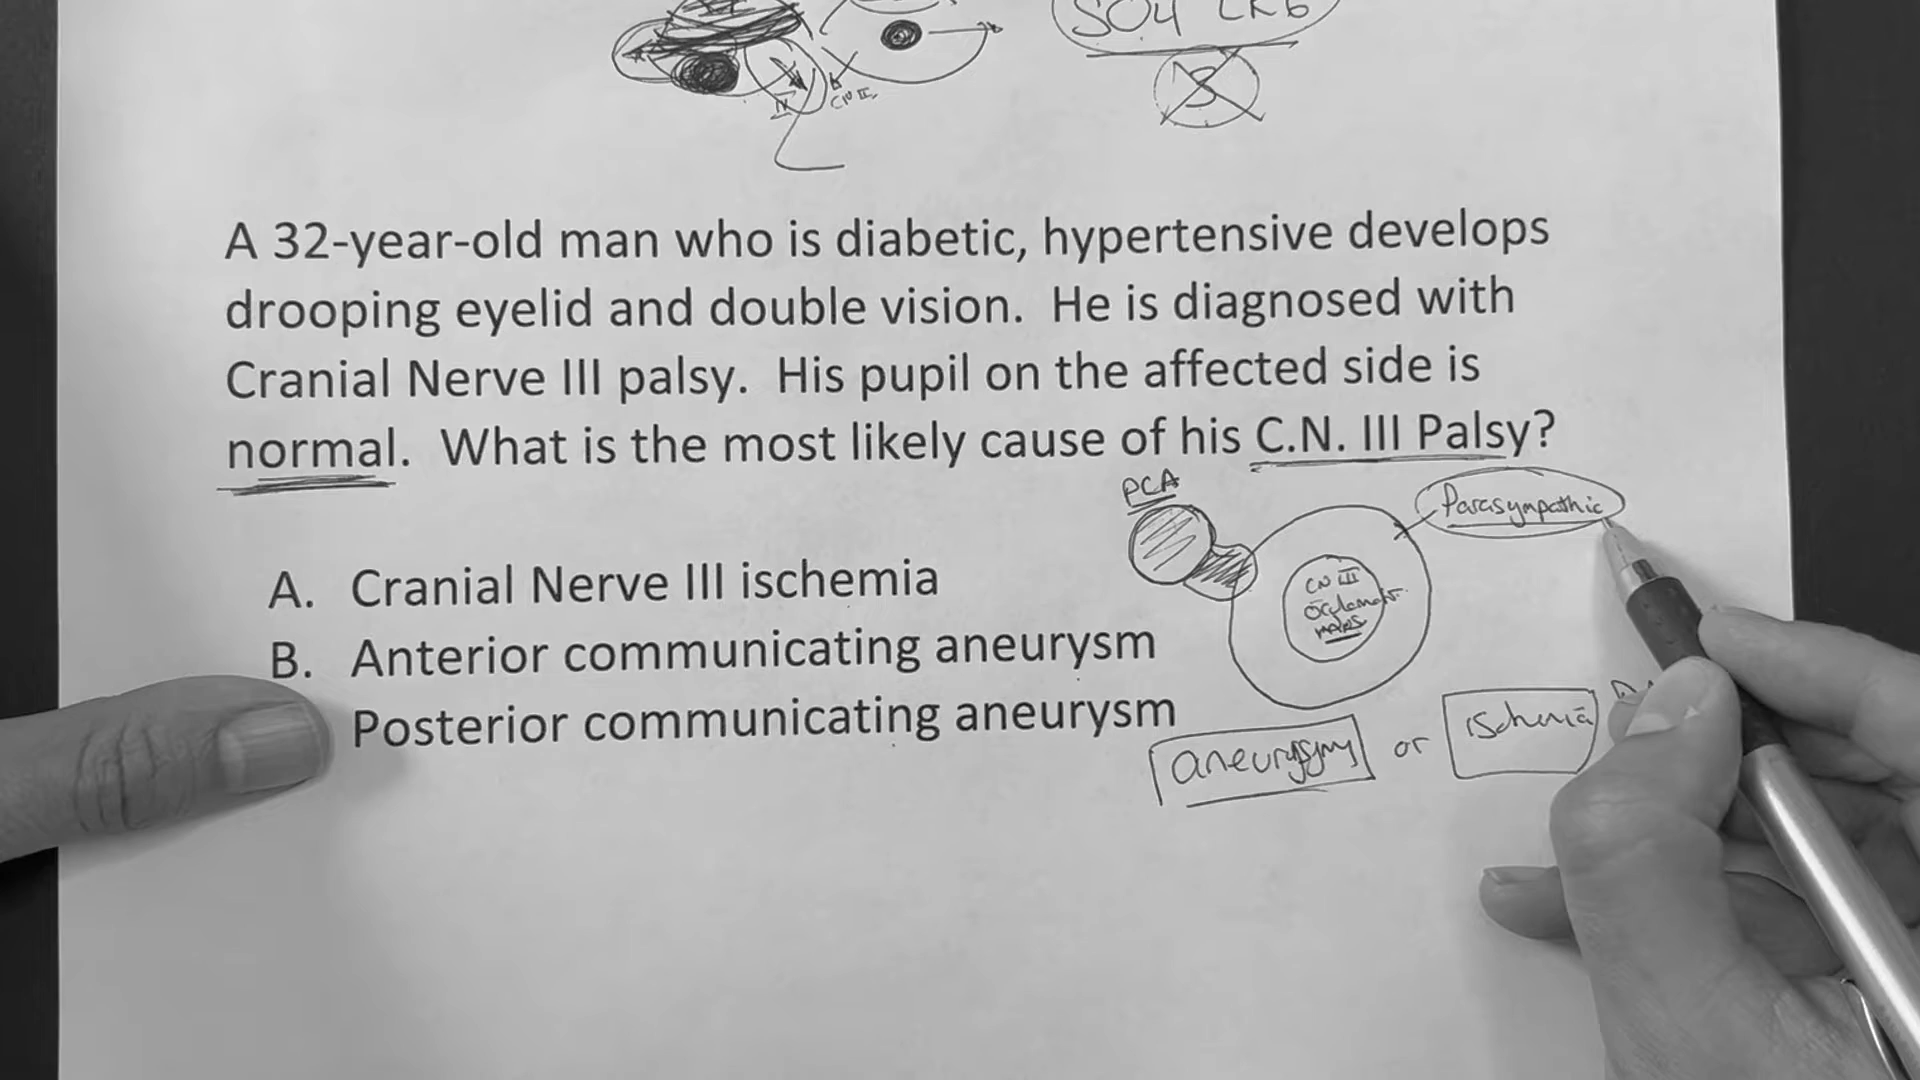 SO4 LR6
3
CN III
A 32-year-old man who is diabetic, hypertensive develops
drooping eyelid and double vision. He is diagnosed with
Cranial Nerve III palsy. His pupil on the affected side is
normal. What is the most likely cause of his C.N. III Palsy?
PCA
Parasympathic
A. Cranial Nerve III ischemia
CN III
B. Anterior communicating aneurysm
Posterior communicating aneurysm
aneurysm or ischemia